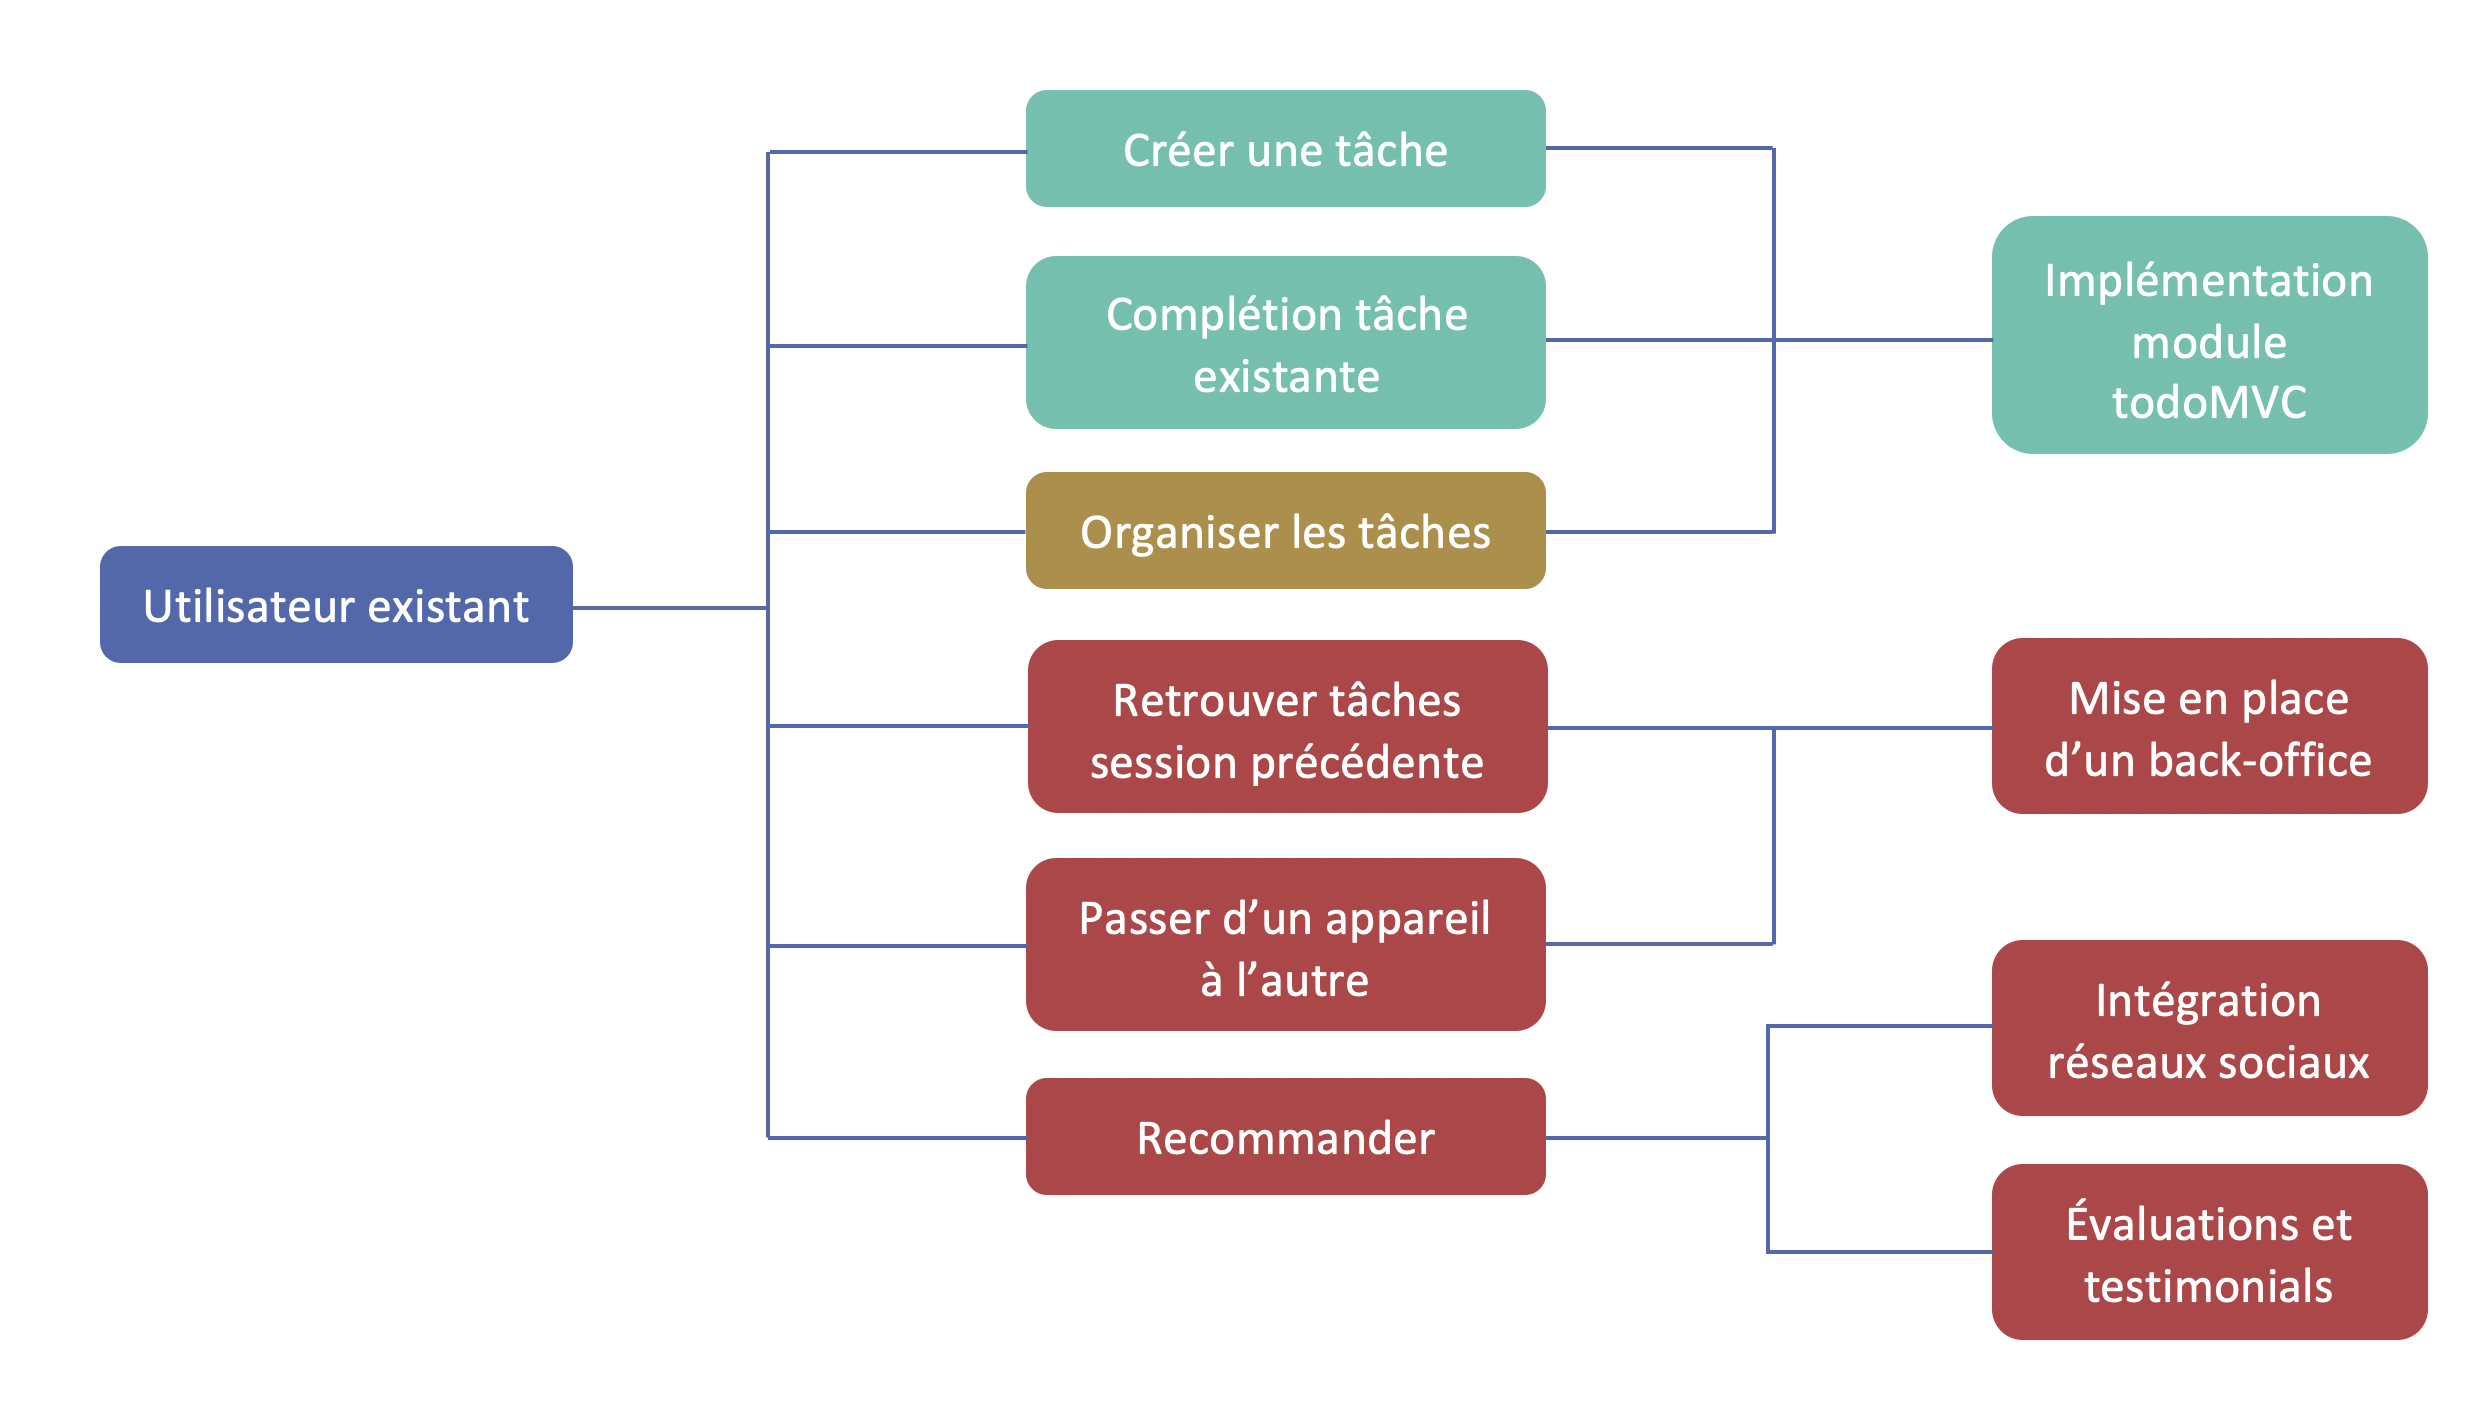 Utilisateur existant
Créer une tâche
Complétion tâche
existante
Organiser les tâches
Retrouver tâches
session précédente
Passer d’un appareil
à l’autre
Recommander
Implémentation
module
todoMVC
Mise en place
d’un back-office
Intégration
réseaux sociaux
Évaluations et
testimonials